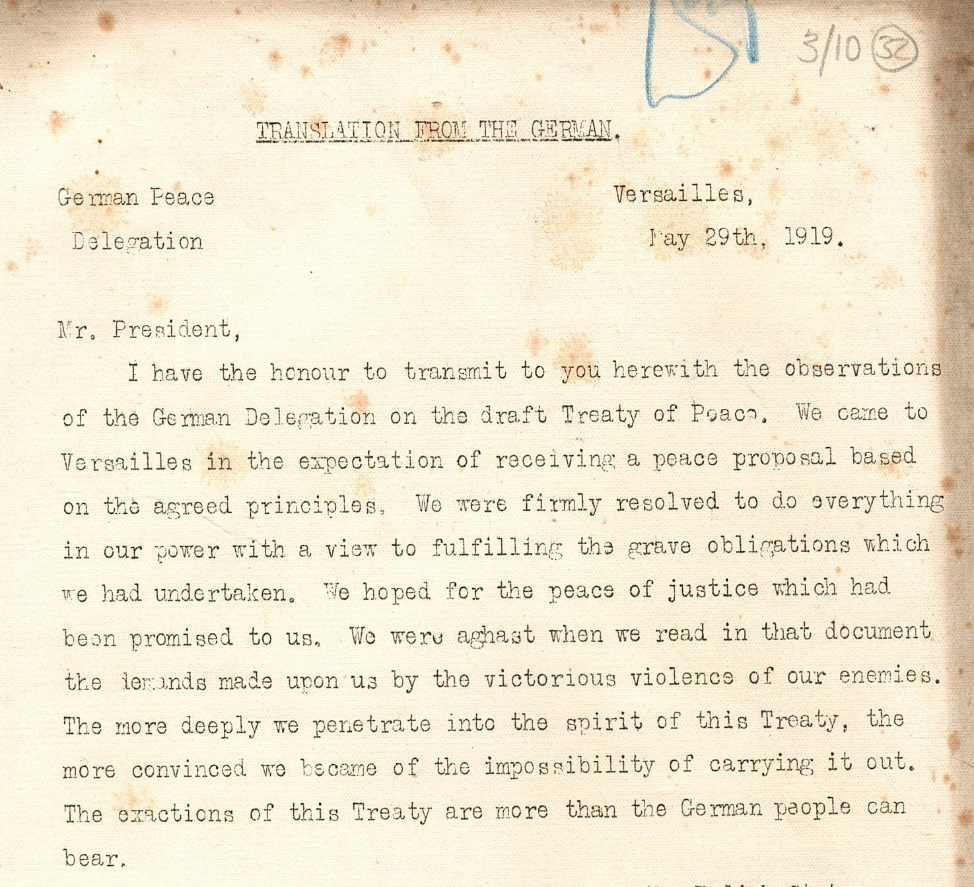 3/10 32
TRANSLATION FROM THE GERMAN.
German Peace Versailles,
Delegation May 29th, 1919.
Mr. President,
I have the honour to transmit to you herewith the observations
of the German Delegation on the draft Treaty of Peace. We came to
Versailles in the expectation of receiving a peace proposal based
on the agreed principles. We were firmly resolved to do everything
in our power with a view to fulfilling the grave obligations which
we had undertaken. We hoped for the peace of justice which had
been promised to us. We were aghast when we read in that document
the demands made upon us by the victorious violence of our enemies.
The more deeply we penetrate into the spirit of this Treaty, the
more convinced we became of the impossibility of carrying it out.
The exactions of this Treaty are more than the German people can
bear.